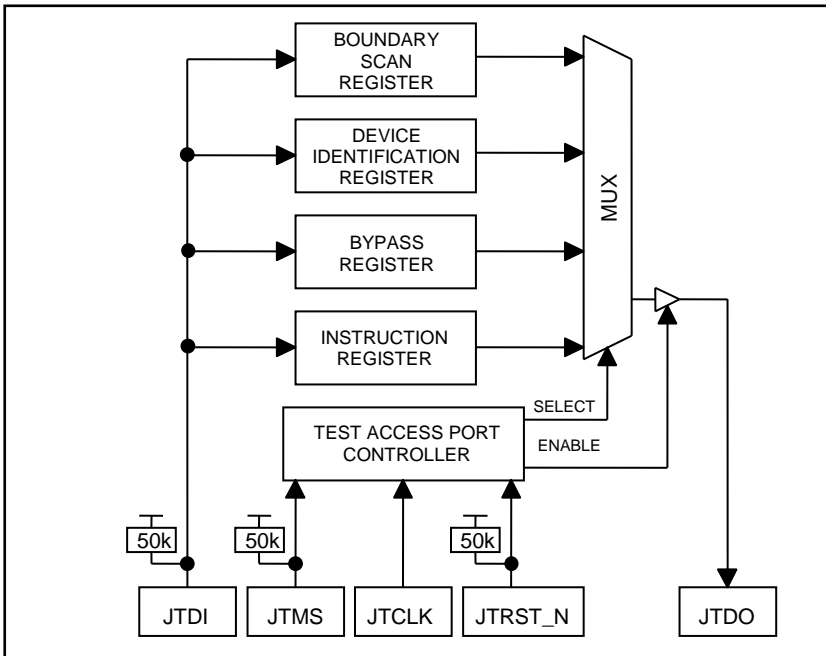 BOUNDARY
SCAN
REGISTER
DEVICE
IDENTIFICATION
REGISTER
BYPASS
REGISTER
INSTRUCTION
REGISTER
MUX
SELECT
TEST ACCESS PORT
CONTROLLER
ENABLE
50k
50k
50k
JTDI
JTMS
JTCLK
JTRST_N
JTDO